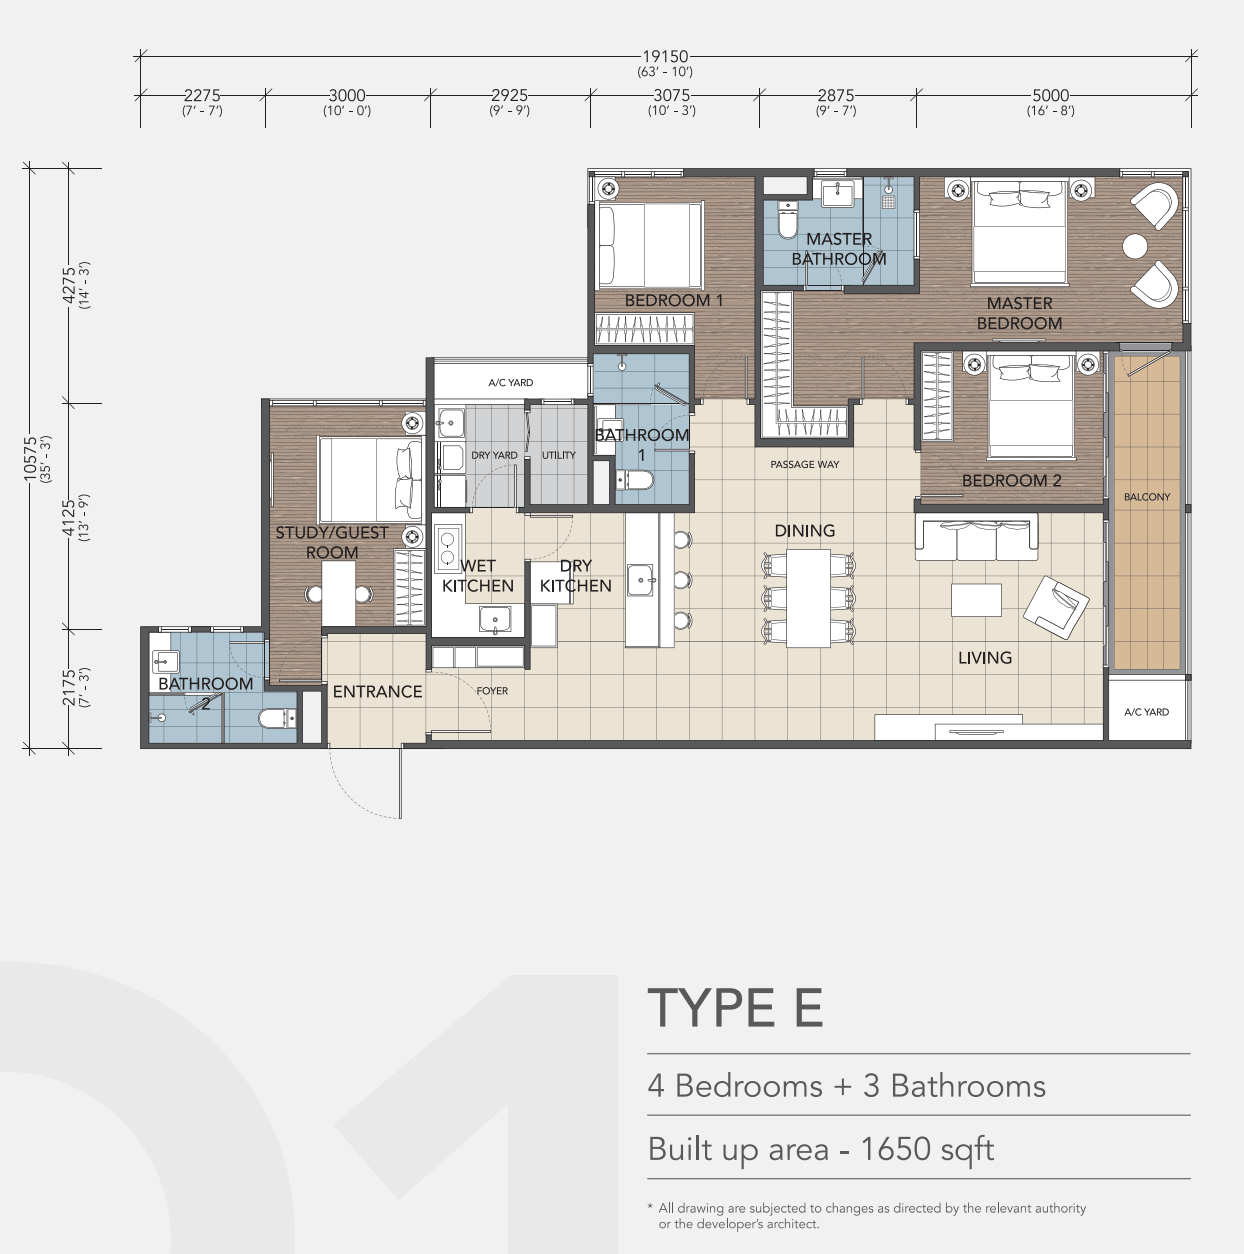 19150
(63' - 10')
2275
(7' - 7')
3000
(10' - 0')
2925
(9' - 9')
3075
(10' - 3')
2875
(9' - 7')
5000
(16' - 8')
10575
(35' - 3')
4275
(14' - 3')
4125
(13' - 9')
2175
(7' - 3')
MASTER
BATHROOM
BEDROOM 1
MASTER
BEDROOM
A/C YARD
BATHROOM
1
DRY YARD
UTILITY
PASSAGE WAY
BEDROOM 2
BALCONY
STUDY/GUEST
ROOM
DINING
WET
KITCHEN
DRY
KITCHEN
LIVING
BATHROOM
2
ENTRANCE
FOYER
A/C YARD
01
TYPE E
4 Bedrooms + 3 Bathrooms
Built up area - 1650 sqft
* All drawing are subjected to changes as directed by the relevant authority
or the developer's architect.